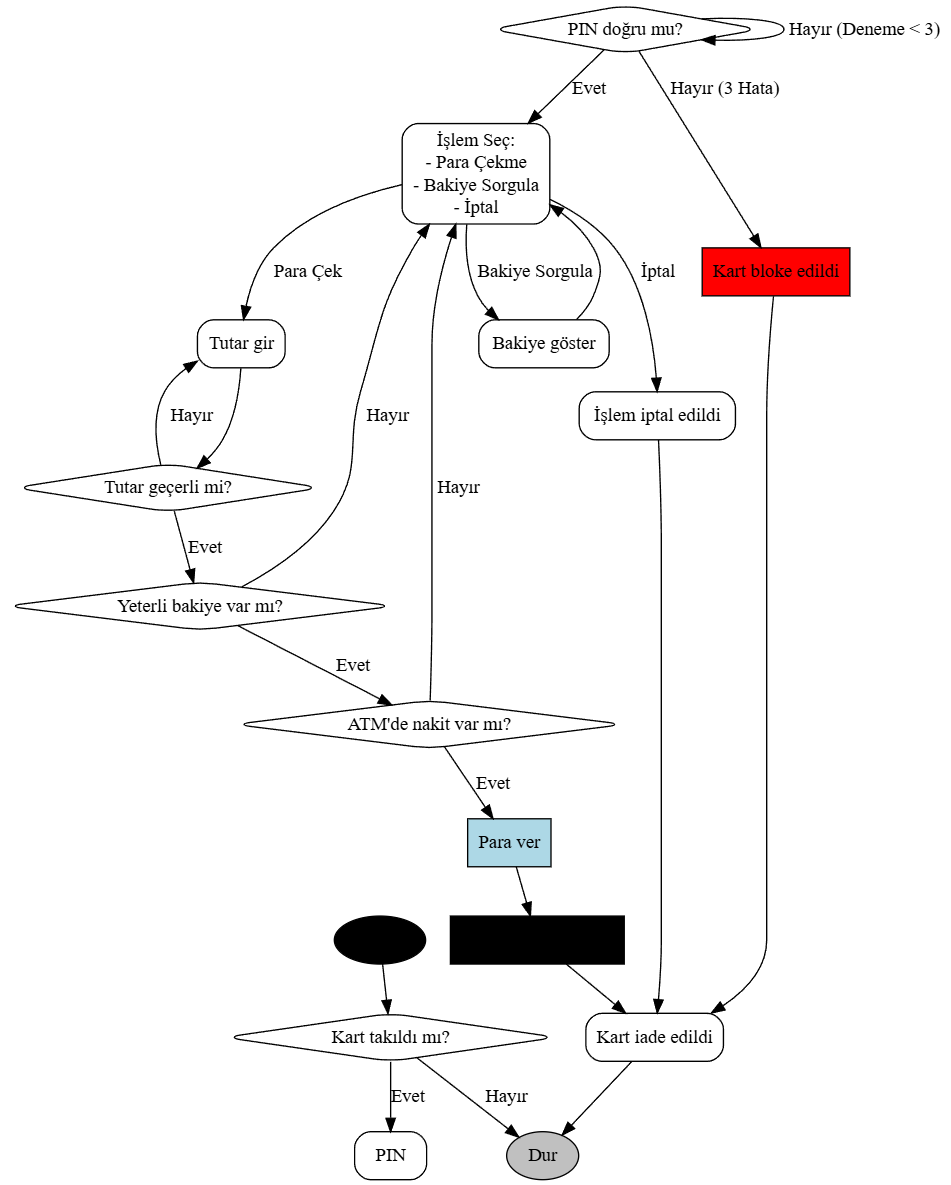 PIN doğru mu?
Hayır (Deneme < 3)
Evet
Hayır (3 Hata)
İşlem Seç:
- Para Çekme
- Bakiye Sorgula
- İptal
Para Çek
Bakiye Sorgula
İptal
Kart bloke edildi
Tutar gir
Bakiye göster
Hayır
Hayır
İşlem iptal edildi
Tutar geçerli mi?
Hayır
Evet
Yeterli bakiye var mı?
Evet
ATM'de nakit var mı?
Evet
Para ver
Kart takıldı mı?
Kart iade edildi
Evet
Hayır
PIN
Dur